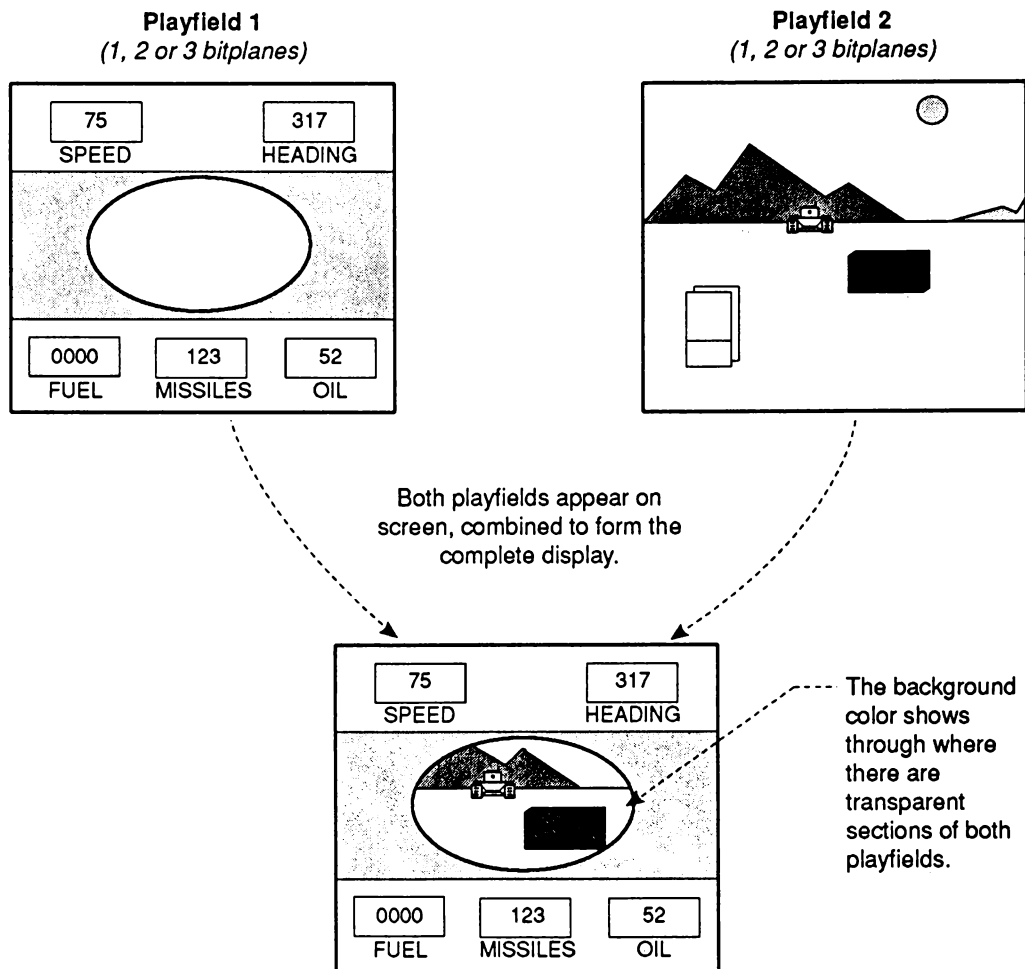 Playfield 1
(1, 2 or 3 bitplanes)
Playfield 2
(1, 2 or 3 bitplanes)
75
317
SPEED
HEADING
0000
123
52
FUEL
MISSILES
OIL
Both playfields appear on
screen, combined to form the
complete display.
75
317
SPEED
HEADING
The background
color shows
through where
there are
transparent
sections of both
playfields.
0000
123
52
FUEL
MISSILES
OIL